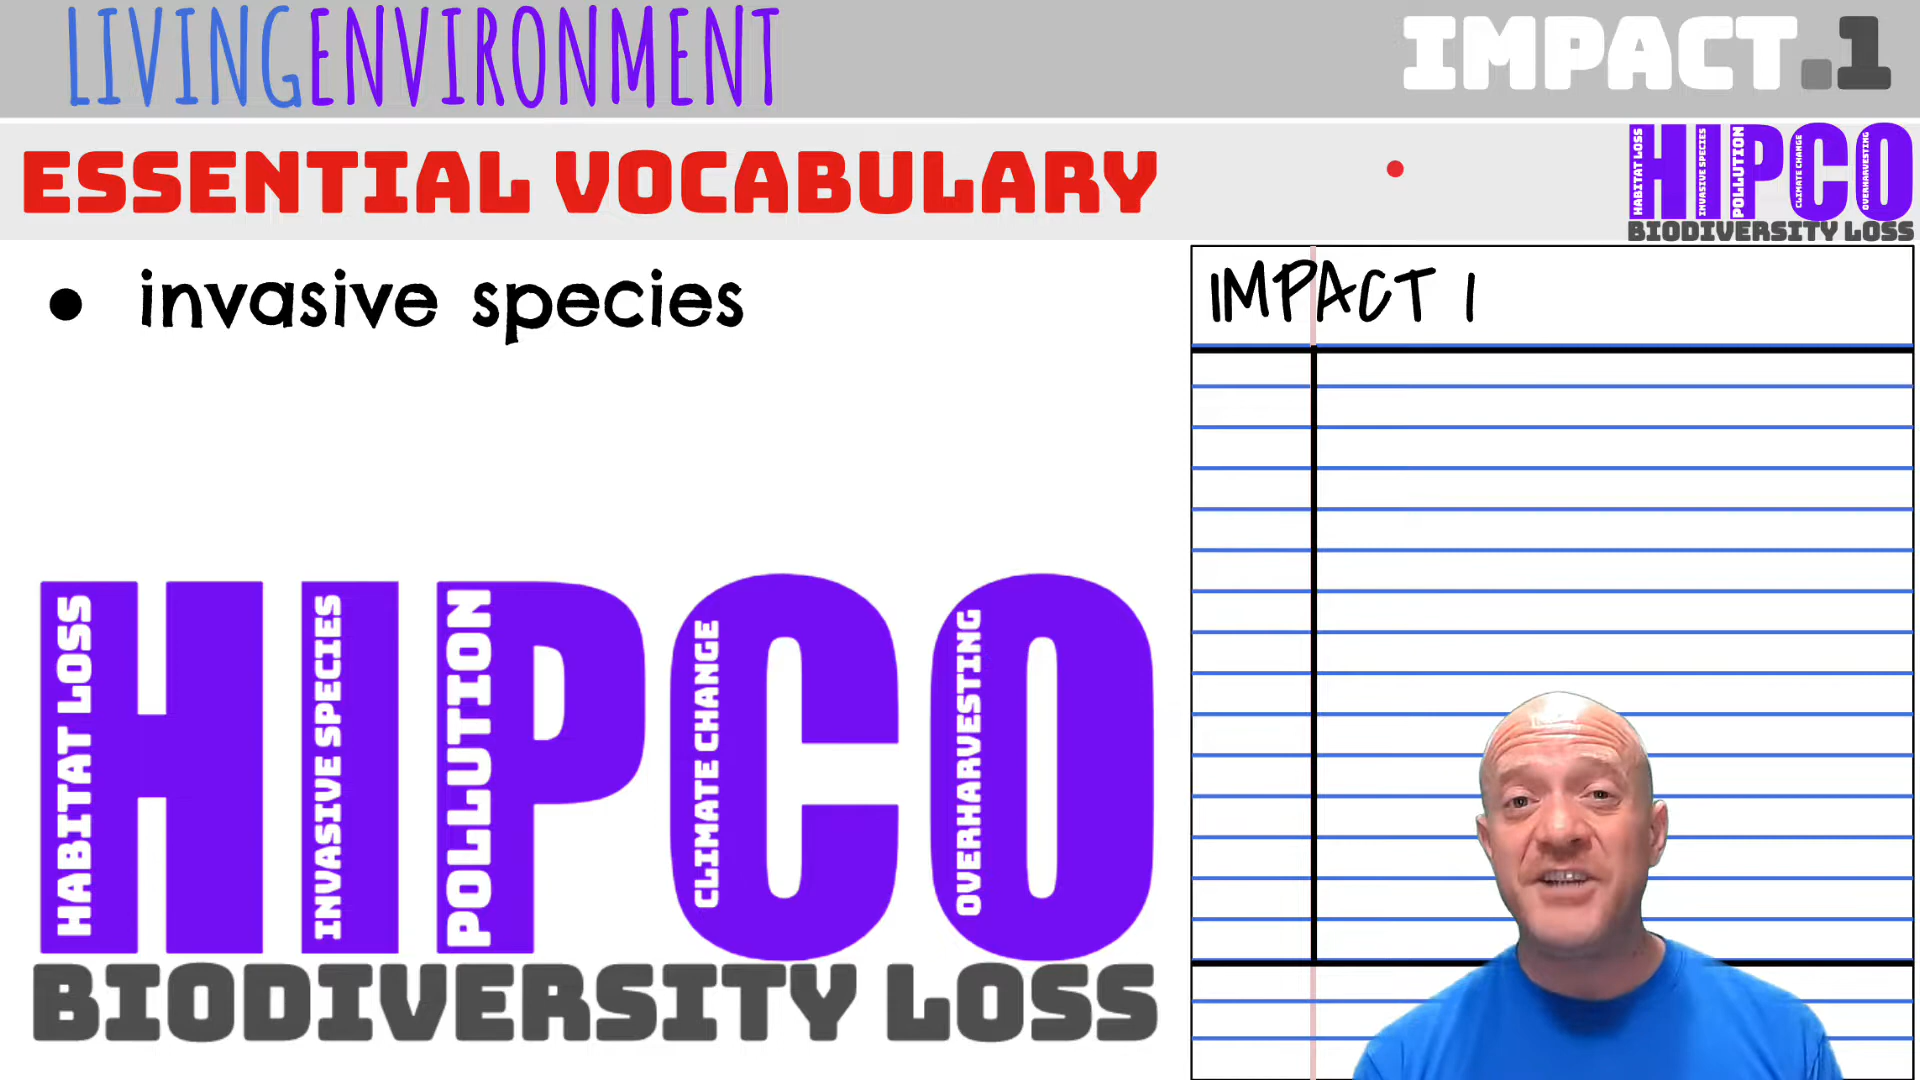 LIVINGENVIRONMENT
IMPACT.1
ESSENTIAL VOCABULARY
HIPCO
HABITAT LOSS
INVASIVE SPECIES
POLLUTION
CLIMATE CHANGE
OVERHARVESTING
BIODIVERSITY LOSS
• invasive species
IMPACT 1
HIPCO
HABITAT LOSS
INVASIVE SPECIES
POLLUTION
CLIMATE CHANGE
OVERHARVESTING
BIODIVERSITY LOSS